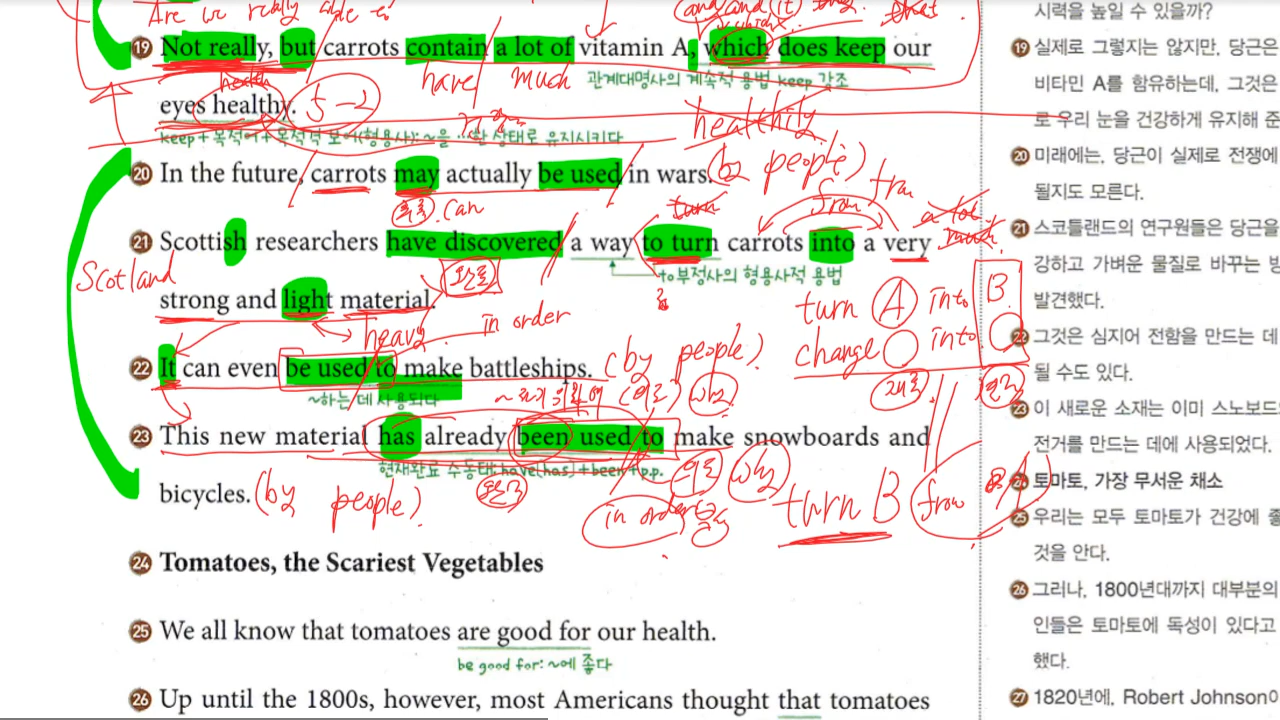 Are we really able to
⑲ Not really, but carrots contain a lot of vitamin A, which does keep our
have much 관계대명사의 계속적 용법 keep 강조
health
eyes healthy. 5-2
healthily
keep+목적어+목적격 보어(형용사): ~을 …한 상태로 유지시키다
⑳ In the future, carrots may actually be used in wars. (by people)
can
turn from from a lot much
㉑ Scottish researchers have discovered a way to turn carrots into a very
Scotland to부정사의 형용사적 용법
strong and light material.
heavy in order
turn A into B
㉒ It can even be used to make battleships. (by people)
change into
~하는 데 사용되다
why
㉓ This new material has already been used to make snowboards and
현재완료 수동태: have(has)+been+p.p.
why
bicycles. (by people)
in order
turn B from A
㉔ Tomatoes, the Scariest Vegetables
㉕ We all know that tomatoes are good for our health.
be good for: ~에 좋다
㉖ Up until the 1800s, however, most Americans thought that tomatoes
시력을 높일 수 있을까?
⑲ 실제로 그렇지는 않지만, 당근은
비타민 A를 함유하는데, 그것은
로 우리 눈을 건강하게 유지해 준
⑳ 미래에는, 당근이 실제로 전쟁에
될지도 모른다.
㉑ 스코틀랜드의 연구원들은 당근을
강하고 가벼운 물질로 바꾸는 방
발견했다.
㉒ 그것은 심지어 전함을 만드는 데
될 수도 있다.
㉓ 이 새로운 소재는 이미 스노보드
전거를 만드는 데에 사용되었다.
㉔ 토마토, 가장 무서운 채소
㉕ 우리는 모두 토마토가 건강에 좋
것을 안다.
㉖ 그러나, 1800년대까지 대부분의
인들은 토마토에 독성이 있다고
했다.
㉗ 1820년에, Robert Johnson이